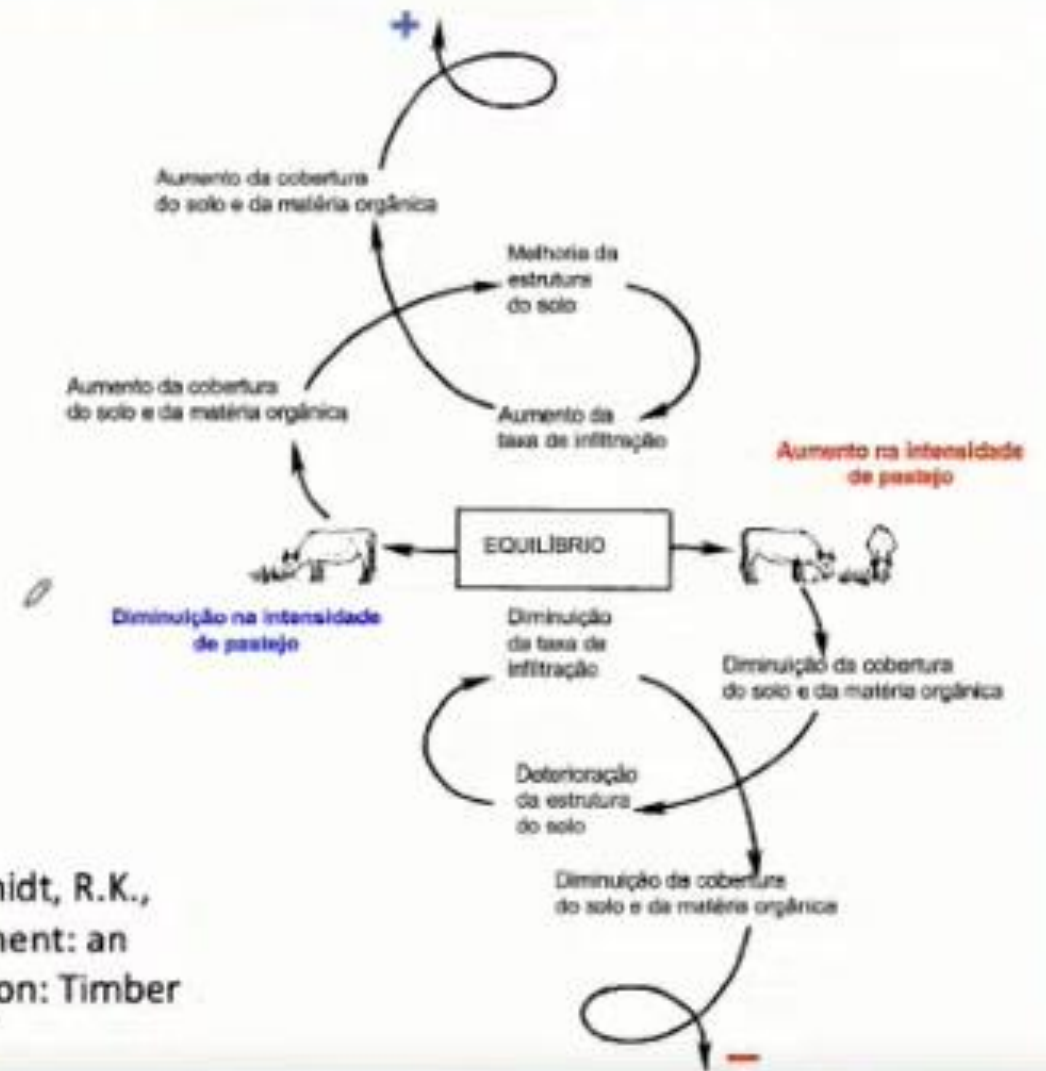 +
Aumento da cobertura
do solo e da matéria orgânica
Melhoria da
estrutura
do solo
Aumento da cobertura
do solo e da matéria orgânica
Aumento da
taxa de infiltração
Aumento na intensidade
de pastejo
EQUILÍBRIO
Diminuição na intensidade
de pastejo
Diminuição
da taxa de
infiltração
Diminuição da cobertura
do solo e da matéria orgânica
Deterioração
da estrutura
do solo
Diminuição da cobertura
do solo e da matéria orgânica
idt, R.K.,
ent: an
on: Timber
−